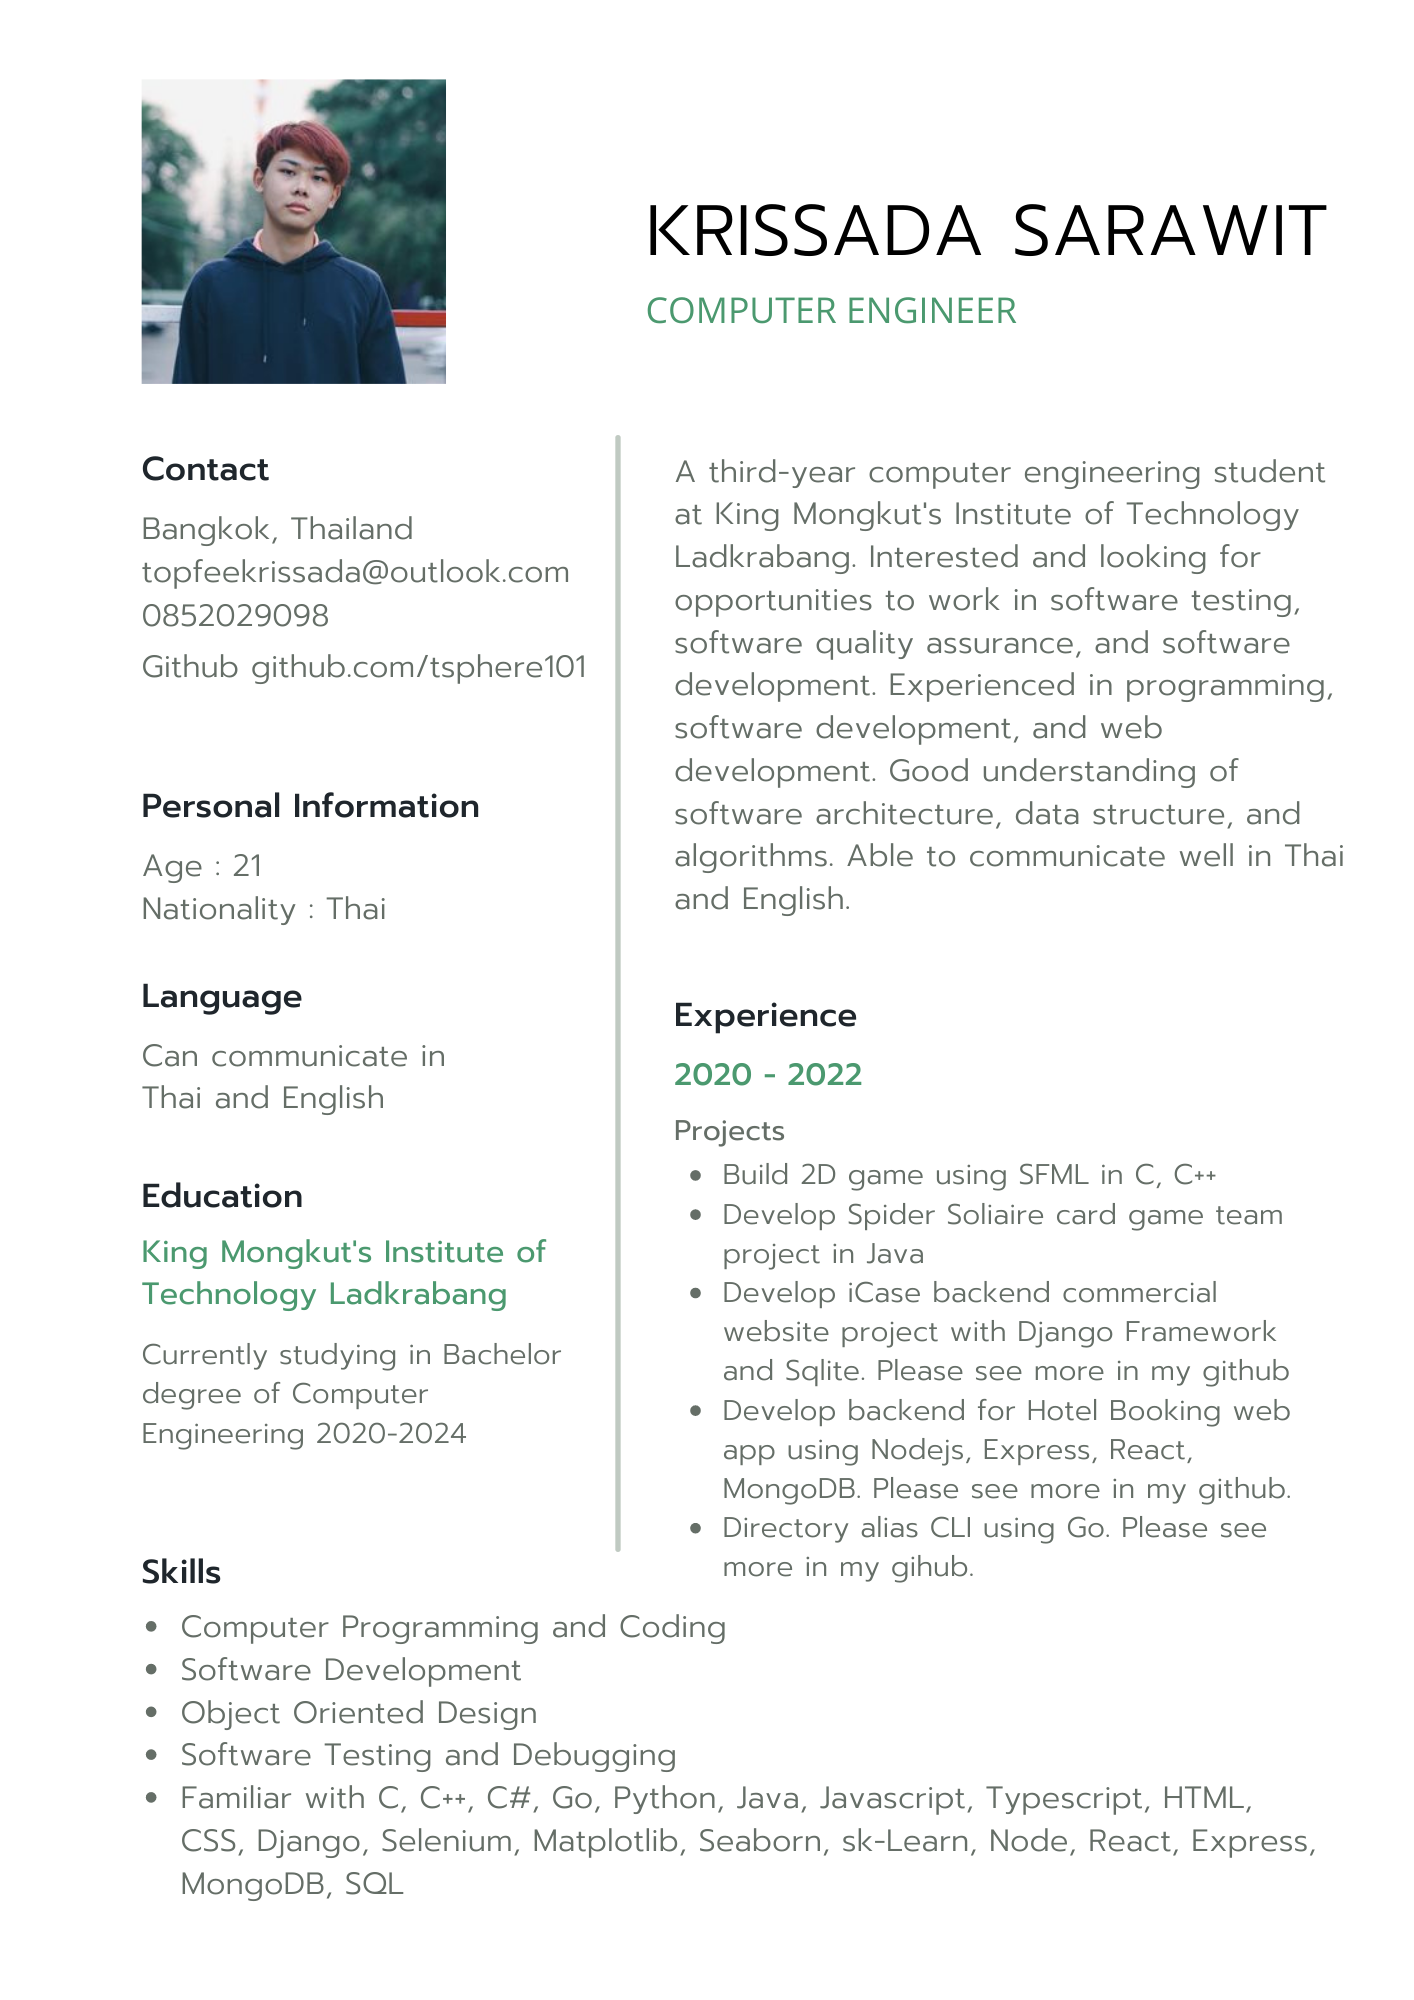 KRISSADA SARAWIT
COMPUTER ENGINEER
Contact
Bangkok, Thailand
topfeekrissada@outlook.com
0852029098
Github github.com/tsphere101
Personal Information
Age : 21
Nationality : Thai
Language
Can communicate in
Thai and English
Education
King Mongkut's Institute of
Technology Ladkrabang
Currently studying in Bachelor
degree of Computer
Engineering 2020-2024
A third-year computer engineering student
at King Mongkut's Institute of Technology
Ladkrabang. Interested and looking for
opportunities to work in software testing,
software quality assurance, and software
development. Experienced in programming,
software development, and web
development. Good understanding of
software architecture, data structure, and
algorithms. Able to communicate well in Thai
and English.
Experience
2020 - 2022
Projects
• Build 2D game using SFML in C, C++
• Develop Spider Soliaire card game team
project in Java
• Develop iCase backend commercial
website project with Django Framework
and Sqlite. Please see more in my github
• Develop backend for Hotel Booking web
app using Nodejs, Express, React,
MongoDB. Please see more in my github.
• Directory alias CLI using Go. Please see
more in my gihub.
Skills
• Computer Programming and Coding
• Software Development
• Object Oriented Design
• Software Testing and Debugging
• Familiar with C, C++, C#, Go, Python, Java, Javascript, Typescript, HTML,
CSS, Django, Selenium, Matplotlib, Seaborn, sk-Learn, Node, React, Express,
MongoDB, SQL